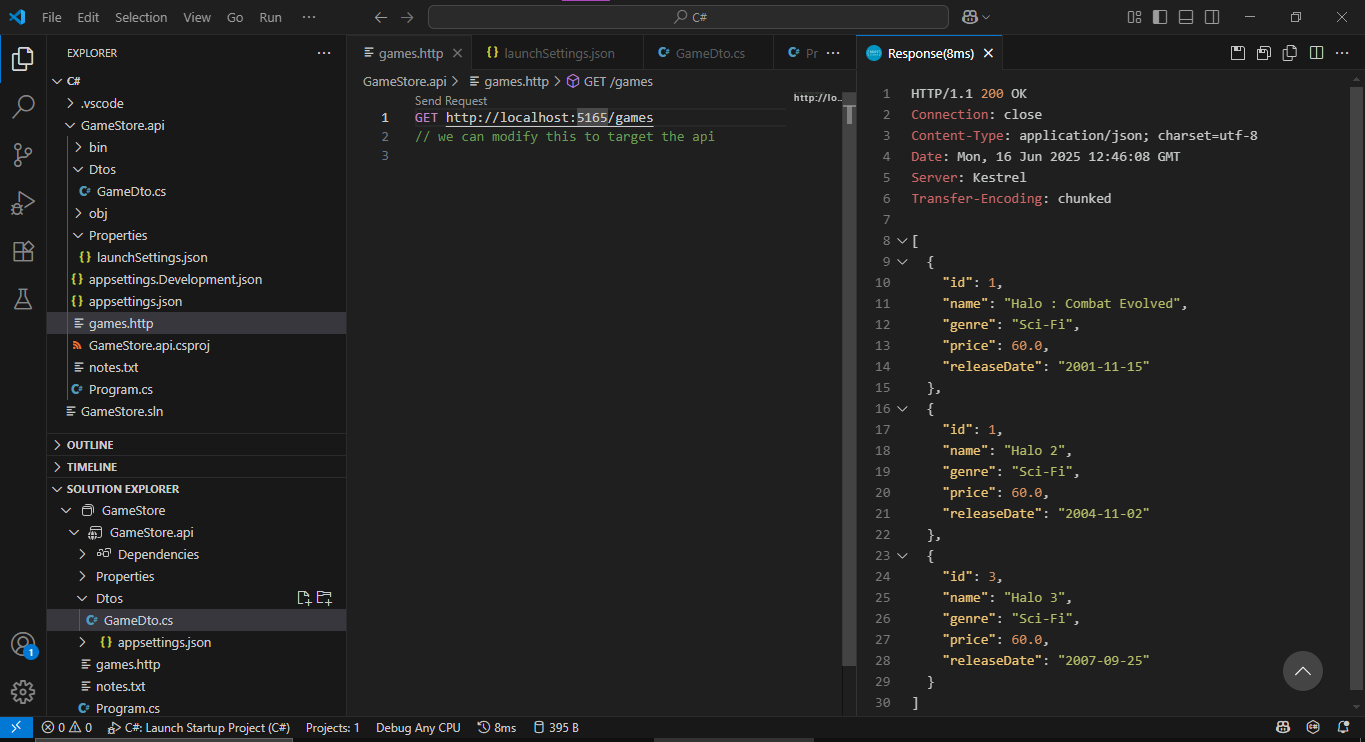 File Edit Selection View Go Run ··· C#
EXPLORER ···
C#
.vscode
GameStore.api
bin
Dtos
GameDto.cs
obj
Properties
launchSettings.json
appsettings.Development.json
appsettings.json
games.http
GameStore.api.csproj
notes.txt
Program.cs
GameStore.sln
OUTLINE
TIMELINE
SOLUTION EXPLORER
GameStore
GameStore.api
Dependencies
Properties
Dtos
GameDto.cs
appsettings.json
games.http
notes.txt
Program.cs
1
games.http launchSettings.json GameDto.cs Pr ···
GameStore.api > games.http > GET /games
Send Request
1 GET http://localhost:5165/games
2 // we can modify this to target the api
3
http://lo...
Response(8ms) ···
1 HTTP/1.1 200 OK
2 Connection: close
3 Content-Type: application/json; charset=utf-8
4 Date: Mon, 16 Jun 2025 12:46:08 GMT
5 Server: Kestrel
6 Transfer-Encoding: chunked
7
8 [
9 {
10 "id": 1,
11 "name": "Halo : Combat Evolved",
12 "genre": "Sci-Fi",
13 "price": 60.0,
14 "releaseDate": "2001-11-15"
15 },
16 {
17 "id": 1,
18 "name": "Halo 2",
19 "genre": "Sci-Fi",
20 "price": 60.0,
21 "releaseDate": "2004-11-02"
22 },
23 {
24 "id": 3,
25 "name": "Halo 3",
26 "genre": "Sci-Fi",
27 "price": 60.0,
28 "releaseDate": "2007-09-25"
29 }
30 ]
0 0 C#: Launch Startup Project (C#) Projects: 1 Debug Any CPU 8ms 395 B